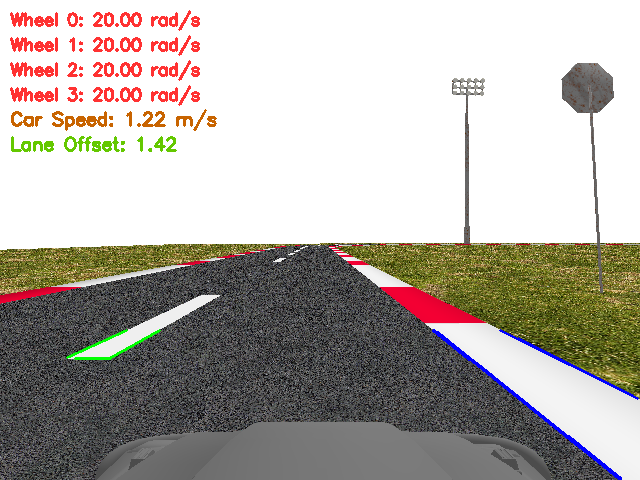 Wheel 0: 20.00 rad/s
Wheel 1: 20.00 rad/s
Wheel 2: 20.00 rad/s
Wheel 3: 20.00 rad/s
Car Speed: 1.22 m/s
Lane Offset: 1.42